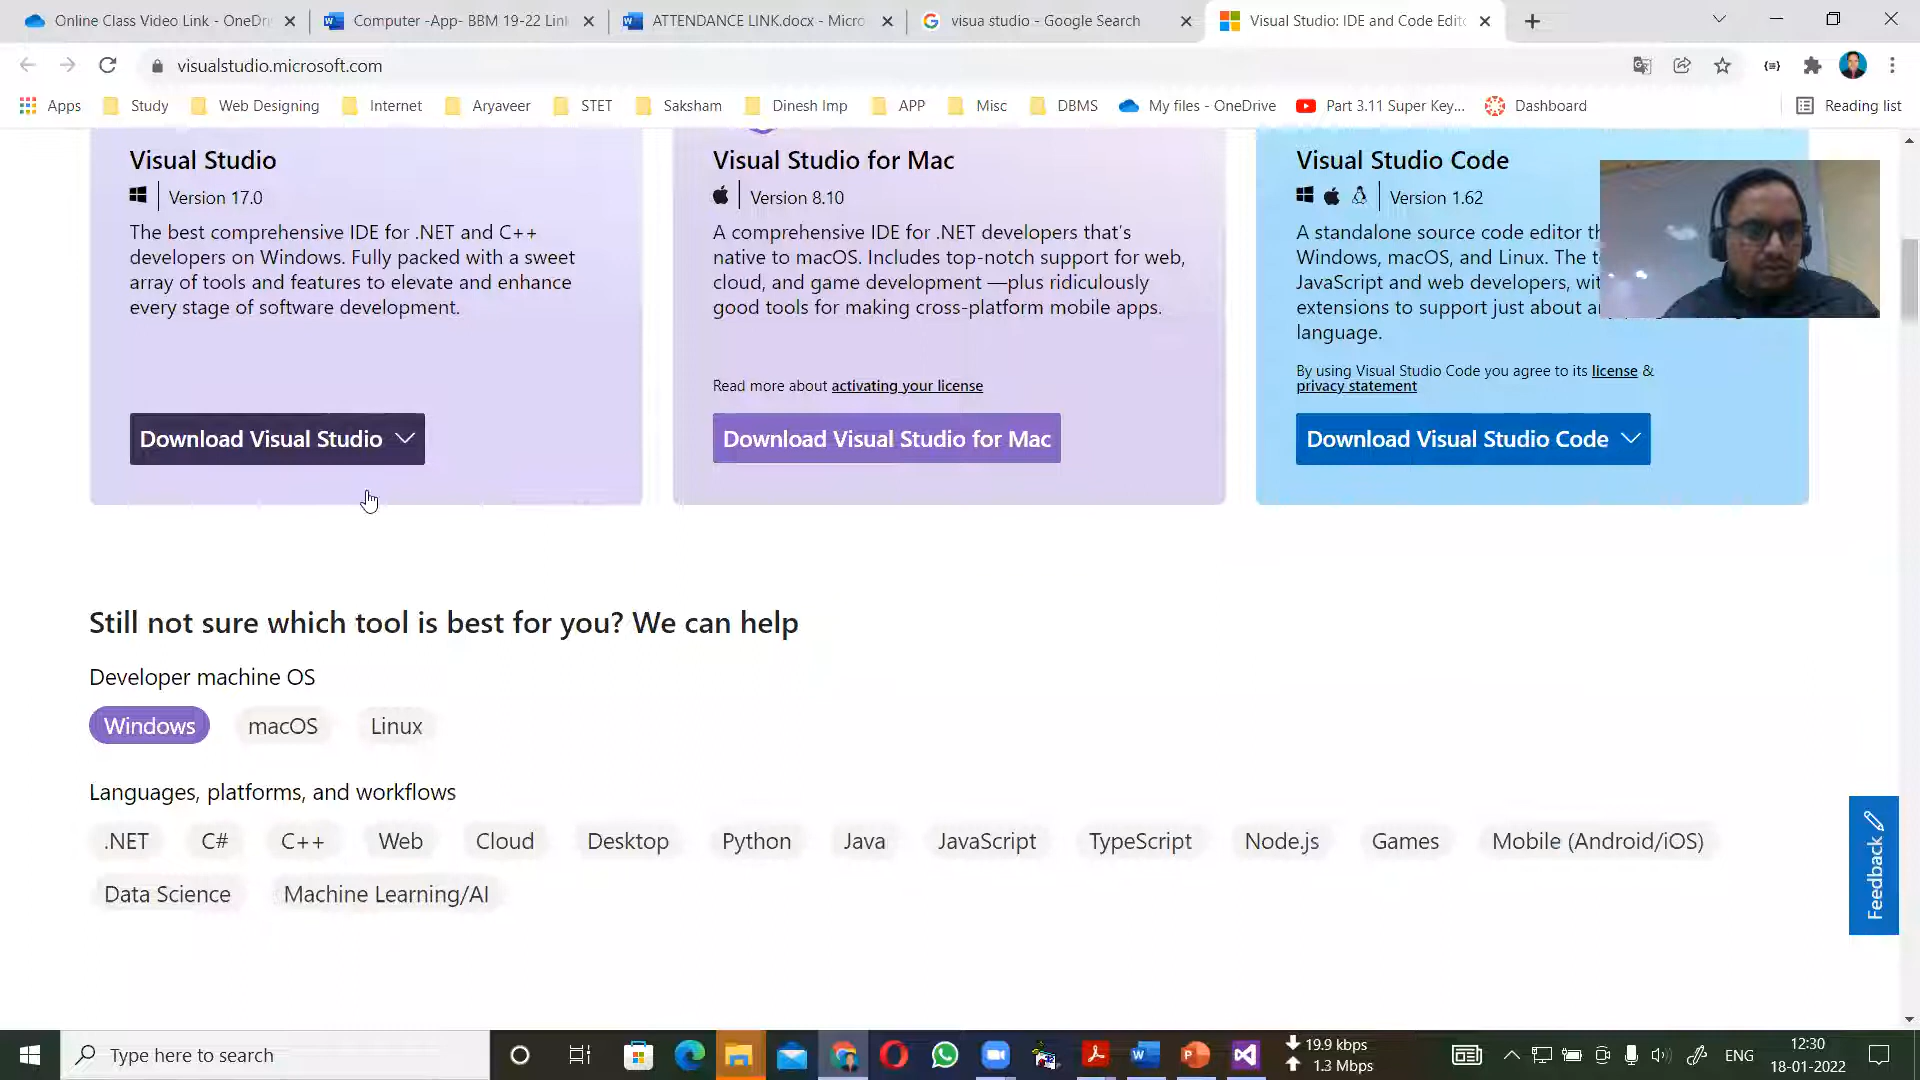 Online Class Video Link - OneDri
Computer -App- BBM 19-22 Link
ATTENDANCE LINK.docx - Micro
visua studio - Google Search
Visual Studio: IDE and Code Edit
visualstudio.microsoft.com
Apps
Study
Web Designing
Internet
Aryaveer
STET
Saksham
Dinesh Imp
APP
Misc
DBMS
My files - OneDrive
Part 3.11 Super Key...
Dashboard
Reading list
Visual Studio
Version 17.0
The best comprehensive IDE for .NET and C++
developers on Windows. Fully packed with a sweet
array of tools and features to elevate and enhance
every stage of software development.
Download Visual Studio
Visual Studio for Mac
Version 8.10
A comprehensive IDE for .NET developers that's
native to macOS. Includes top-notch support for web,
cloud, and game development —plus ridiculously
good tools for making cross-platform mobile apps.
Read more about activating your license
Download Visual Studio for Mac
Visual Studio Code
Version 1.62
A standalone source code editor
Windows, macOS, and Linux. The
JavaScript and web developers,
extensions to support just about
language.
By using Visual Studio Code you agree to its license &
privacy statement
Download Visual Studio Code
Still not sure which tool is best for you? We can help
Developer machine OS
Windows macOS Linux
Languages, platforms, and workflows
.NET C# C++ Web Cloud Desktop Python Java JavaScript TypeScript Node.js Games Mobile (Android/iOS)
Data Science Machine Learning/AI
Feedback
Type here to search
19.9 kbps
1.3 Mbps
ENG
12:30
18-01-2022